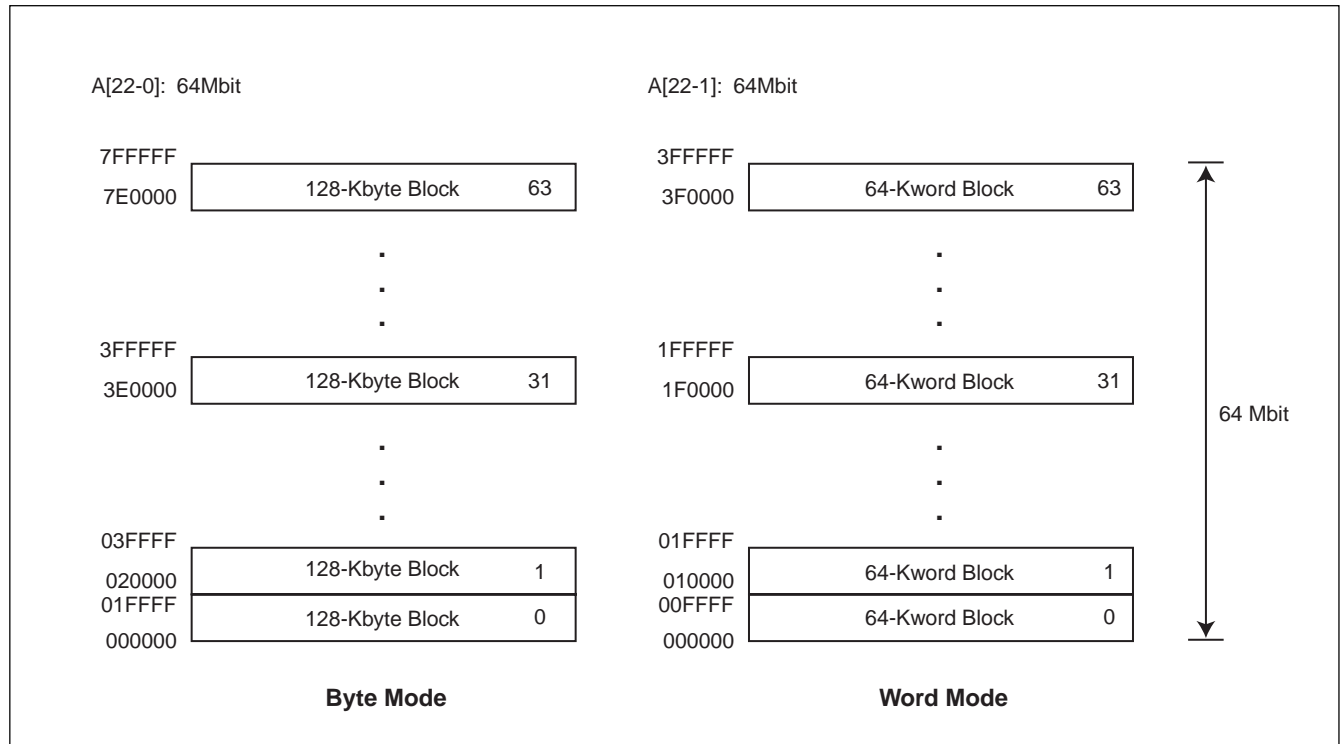 A[22-0]: 64Mbit
A[22-1]: 64Mbit
7FFFFF
7E0000
128-Kbyte Block 63
3FFFFF
3F0000
64-Kword Block 63
3FFFFF
3E0000
128-Kbyte Block 31
1FFFFF
1F0000
64-Kword Block 31
64 Mbit
03FFFF
020000
128-Kbyte Block 1
01FFFF
000000
128-Kbyte Block 0
01FFFF
010000
64-Kword Block 1
00FFFF
000000
64-Kword Block 0
Byte Mode
Word Mode